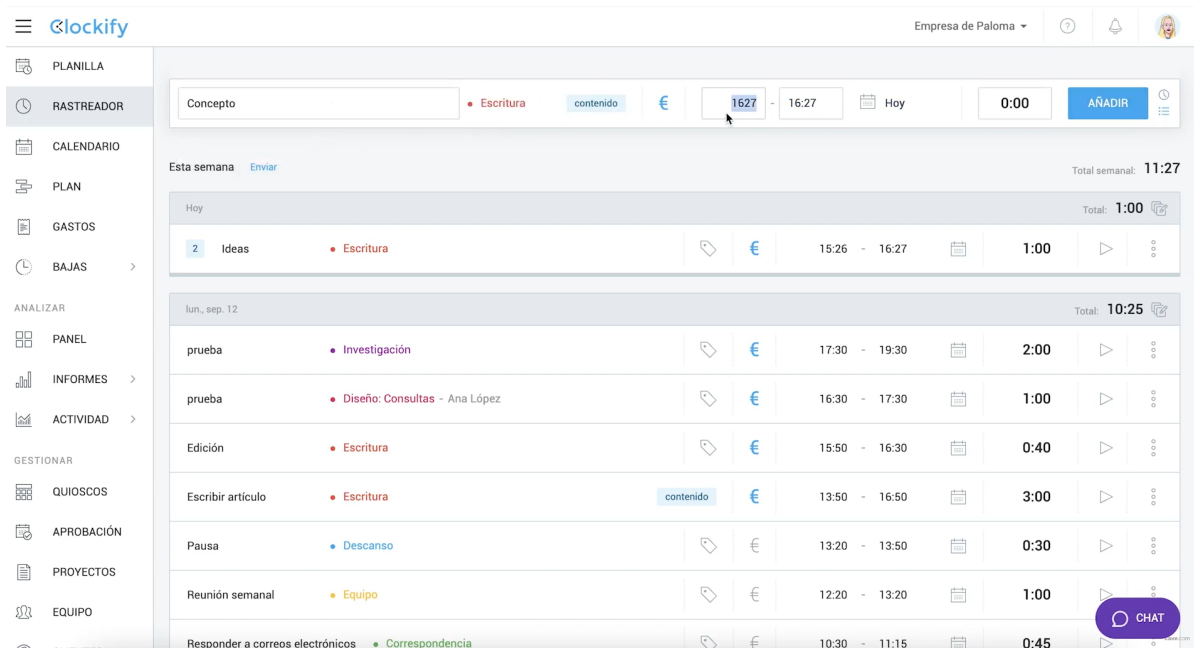 Clockify
Empresa de Paloma
PLANILLA
RASTREADOR
CALENDARIO
PLAN
GASTOS
BAJAS
ANALIZAR
PANEL
INFORMES
ACTIVIDAD
GESTIONAR
QUIOSCOS
APROBACIÓN
PROYECTOS
EQUIPO
Concepto Escritura contenido € 1627 - 16:27 Hoy 0:00 AÑADIR
Esta semana Enviar Total semanal: 11:27
Hoy Total: 1:00
2 Ideas Escritura € 15:26 - 16:27 1:00
lun., sep. 12 Total: 10:25
prueba Investigación € 17:30 - 19:30 2:00
prueba Diseño: Consultas - Ana López € 16:30 - 17:30 1:00
Edición Escritura € 15:50 - 16:30 0:40
Escribir artículo Escritura contenido € 13:50 - 16:50 3:00
Pausa Descanso € 13:20 - 13:50 0:30
Reunión semanal Equipo € 12:20 - 13:20 1:00
Responder a correos electrónicos Correspondencia € 10:30 - 11:15 0:45
CHAT